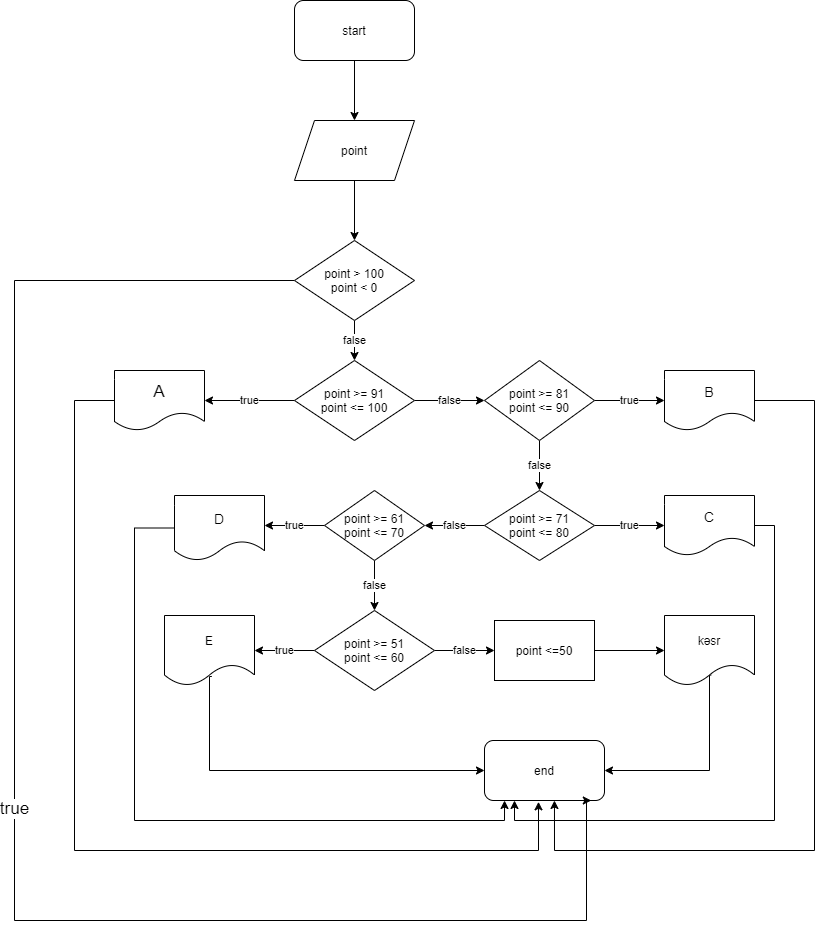 start
point
point > 100
point < 0
false
A
true
point >= 91
point <= 100
false
point >= 81
point <= 90
true
B
false
D
true
point >= 61
point <= 70
false
point >= 71
point <= 80
true
C
false
E
true
point >= 51
point <= 60
false
point <=50
kəsr
end
true